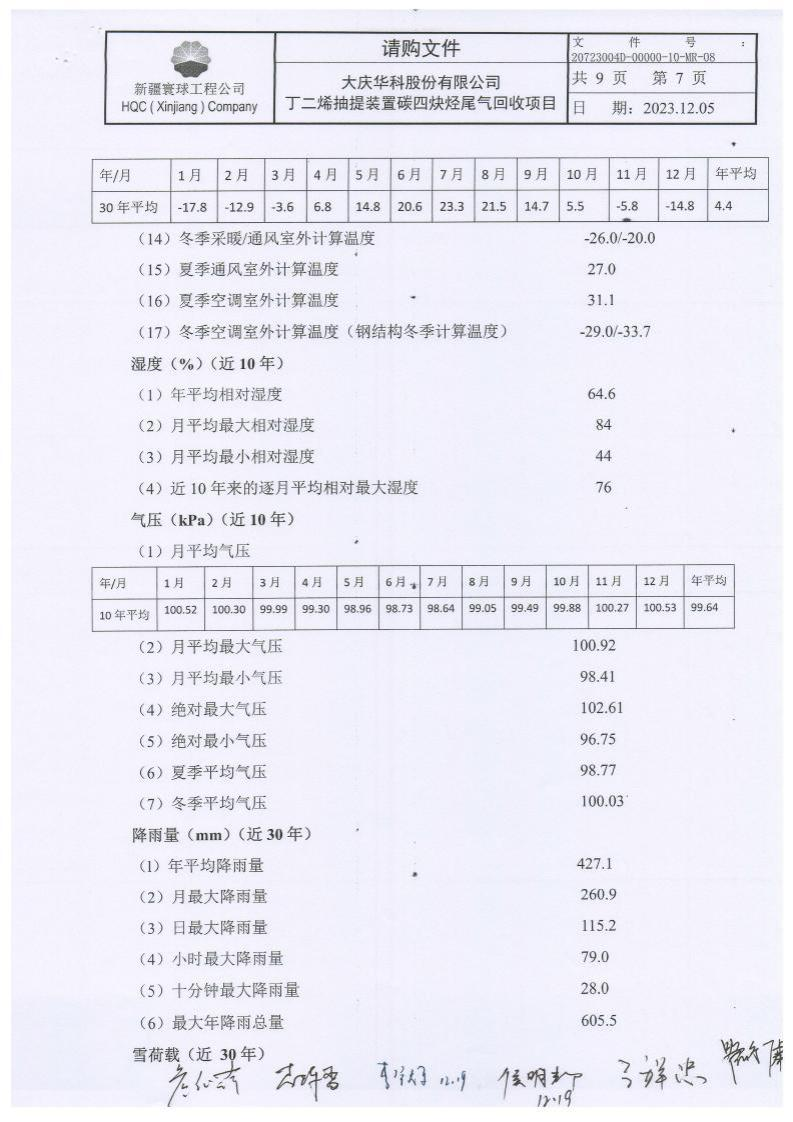 新疆寰球工程公司
HQC ( Xinjiang ) Company
请购文件
大庆华科股份有限公司
丁二烯抽提装置碳四炔烃尾气回收项目
文 件 号 :
20723004D-00000-10-MR-08
共 9 页 第 7 页
日 期: 2023.12.05
年/月 1月 2月 3月 4月 5月 6月 7月 8月 9月 10月 11月 12月 年平均
30年平均 -17.8 -12.9 -3.6 6.8 14.8 20.6 23.3 21.5 14.7 5.5 -5.8 -14.8 4.4
（14）冬季采暖/通风室外计算温度 -26.0/-20.0
（15）夏季通风室外计算温度 27.0
（16）夏季空调室外计算温度 31.1
（17）冬季空调室外计算温度（钢结构冬季计算温度） -29.0/-33.7
湿度（%）（近10年）
（1）年平均相对湿度 64.6
（2）月平均最大相对湿度 84
（3）月平均最小相对湿度 44
（4）近10年来的逐月平均相对最大湿度 76
气压（kPa）（近10年）
（1）月平均气压
年/月 1月 2月 3月 4月 5月 6月 7月 8月 9月 10月 11月 12月 年平均
10年平均 100.52 100.30 99.99 99.30 98.96 98.73 98.64 99.05 99.49 99.88 100.27 100.53 99.64
（2）月平均最大气压 100.92
（3）月平均最小气压 98.41
（4）绝对最大气压 102.61
（5）绝对最小气压 96.75
（6）夏季平均气压 98.77
（7）冬季平均气压 100.03
降雨量（mm）（近30年）
（1）年平均降雨量 427.1
（2）月最大降雨量 260.9
（3）日最大降雨量 115.2
（4）小时最大降雨量 79.0
（5）十分钟最大降雨量 28.0
（6）最大年降雨总量 605.5
雪荷载（近 30年）
12.19
12.19